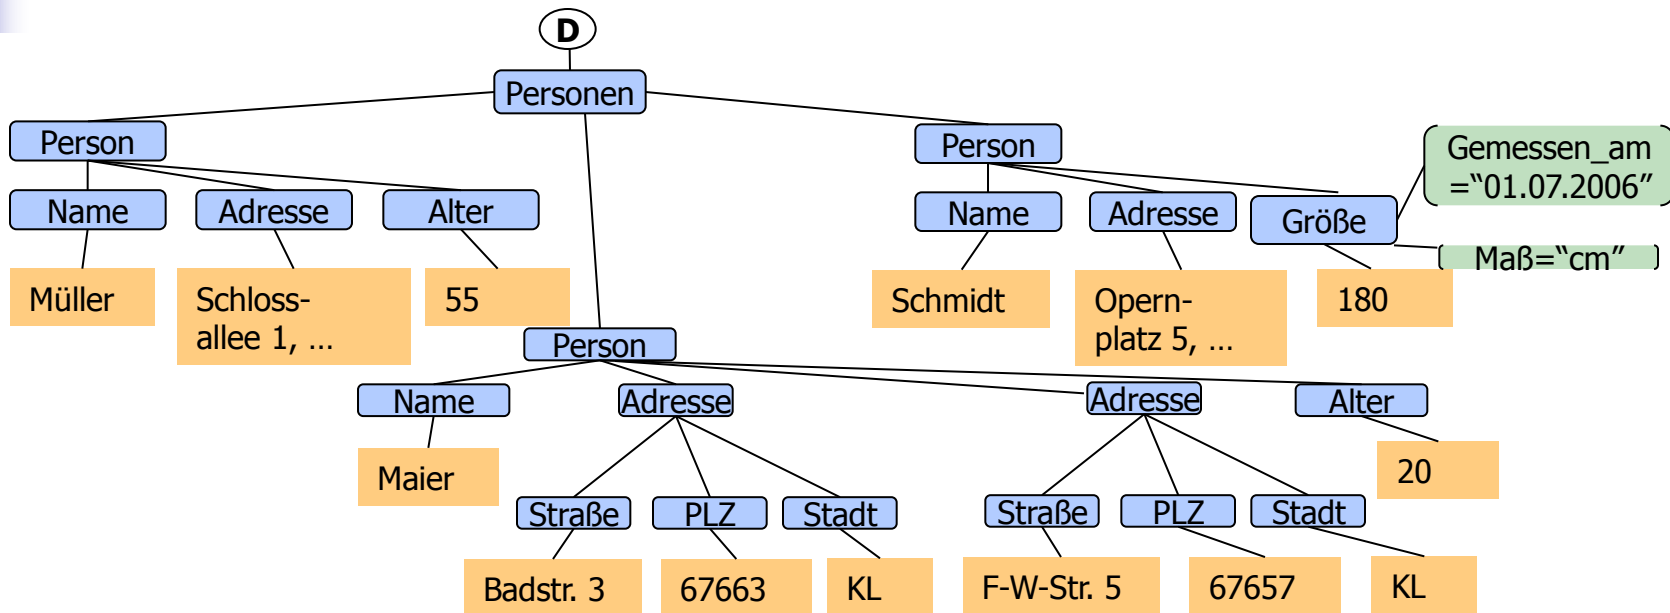 D
Personen
Person
Person
Gemessen_am
=“01.07.2006”
Name
Adresse
Alter
Name
Adresse
Größe
Maß=“cm”
Müller
Schloss-
allee 1, …
55
Schmidt
Opern-
platz 5, …
180
Person
Name
Adresse
Adresse
Alter
Maier
20
Straße
PLZ
Stadt
Straße
PLZ
Stadt
Badstr. 3
67663
KL
F-W-Str. 5
67657
KL